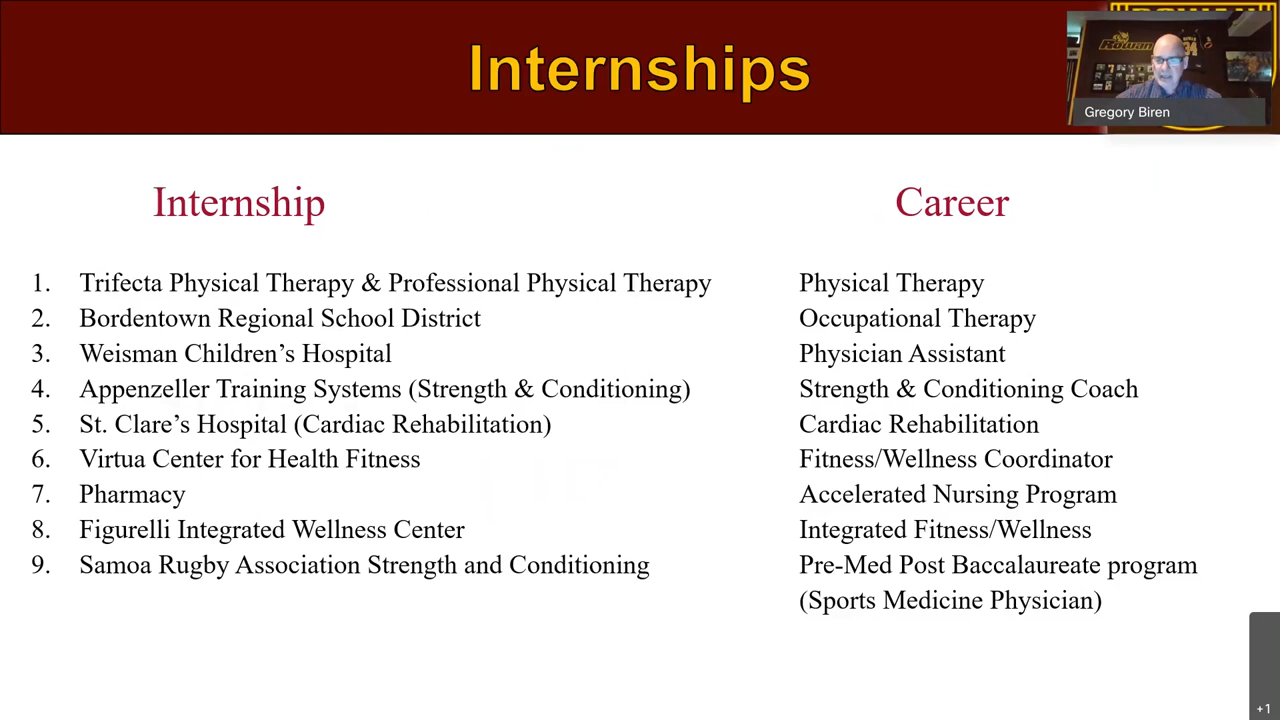 Internships
ROWAN
Rowan
Gregory Biren
Internship
Career
1. Trifecta Physical Therapy & Professional Physical Therapy
Physical Therapy
2. Bordentown Regional School District
Occupational Therapy
3. Weisman Children’s Hospital
Physician Assistant
4. Appenzeller Training Systems (Strength & Conditioning)
Strength & Conditioning Coach
5. St. Clare’s Hospital (Cardiac Rehabilitation)
Cardiac Rehabilitation
6. Virtua Center for Health Fitness
Fitness/Wellness Coordinator
7. Pharmacy
Accelerated Nursing Program
8. Figurelli Integrated Wellness Center
Integrated Fitness/Wellness
9. Samoa Rugby Association Strength and Conditioning
Pre-Med Post Baccalaureate program
(Sports Medicine Physician)
+1